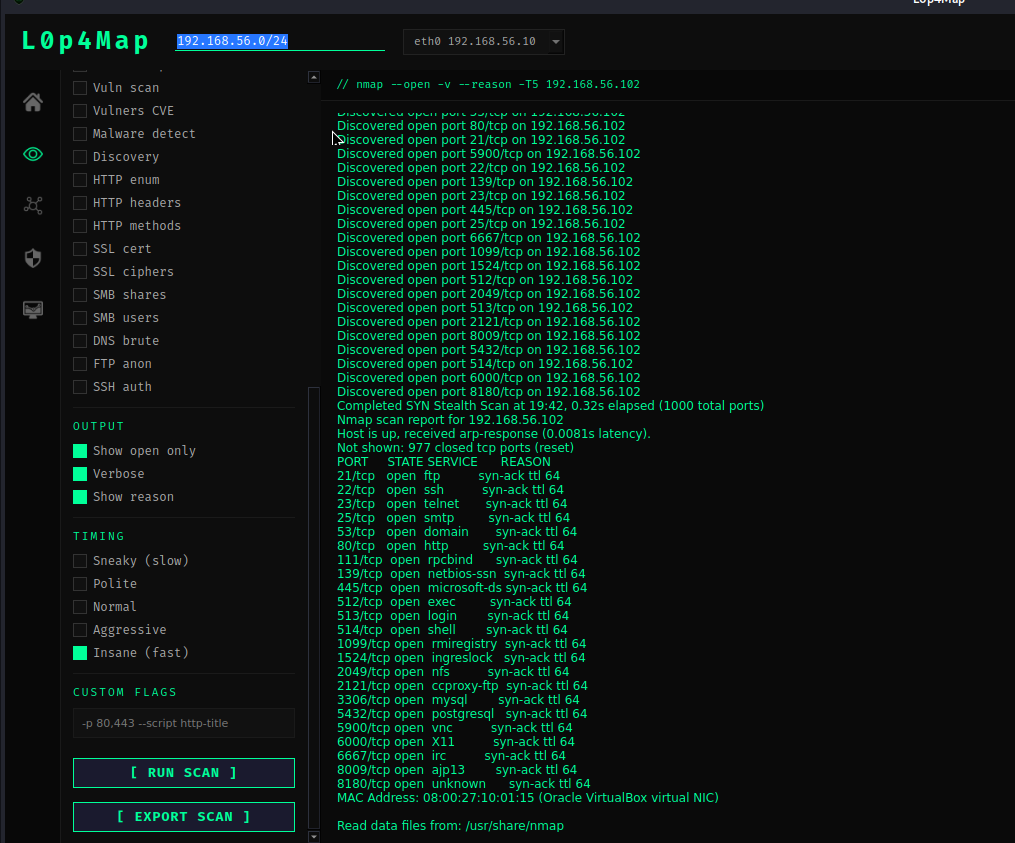 L0p4Map
L0p4Map
192.168.56.0/24
eth0 192.168.56.10
Vuln scan
Vulners CVE
Malware detect
Discovery
HTTP enum
HTTP headers
HTTP methods
SSL cert
SSL ciphers
SMB shares
SMB users
DNS brute
FTP anon
SSH auth
OUTPUT
Show open only
Verbose
Show reason
TIMING
Sneaky (slow)
Polite
Normal
Aggressive
Insane (fast)
CUSTOM FLAGS
-p 80,443 --script http-title
[ RUN SCAN ]
[ EXPORT SCAN ]
// nmap --open -v --reason -T5 192.168.56.102
Discovered open port 53/tcp on 192.168.56.102
Discovered open port 80/tcp on 192.168.56.102
Discovered open port 21/tcp on 192.168.56.102
Discovered open port 5900/tcp on 192.168.56.102
Discovered open port 22/tcp on 192.168.56.102
Discovered open port 139/tcp on 192.168.56.102
Discovered open port 23/tcp on 192.168.56.102
Discovered open port 445/tcp on 192.168.56.102
Discovered open port 25/tcp on 192.168.56.102
Discovered open port 6667/tcp on 192.168.56.102
Discovered open port 1099/tcp on 192.168.56.102
Discovered open port 1524/tcp on 192.168.56.102
Discovered open port 512/tcp on 192.168.56.102
Discovered open port 2049/tcp on 192.168.56.102
Discovered open port 513/tcp on 192.168.56.102
Discovered open port 2121/tcp on 192.168.56.102
Discovered open port 8009/tcp on 192.168.56.102
Discovered open port 5432/tcp on 192.168.56.102
Discovered open port 514/tcp on 192.168.56.102
Discovered open port 6000/tcp on 192.168.56.102
Discovered open port 8180/tcp on 192.168.56.102
Completed SYN Stealth Scan at 19:42, 0.32s elapsed (1000 total ports)
Nmap scan report for 192.168.56.102
Host is up, received arp-response (0.0081s latency).
Not shown: 977 closed tcp ports (reset)
PORT STATE SERVICE REASON
21/tcp open ftp syn-ack ttl 64
22/tcp open ssh syn-ack ttl 64
23/tcp open telnet syn-ack ttl 64
25/tcp open smtp syn-ack ttl 64
53/tcp open domain syn-ack ttl 64
80/tcp open http syn-ack ttl 64
111/tcp open rpcbind syn-ack ttl 64
139/tcp open netbios-ssn syn-ack ttl 64
445/tcp open microsoft-ds syn-ack ttl 64
512/tcp open exec syn-ack ttl 64
513/tcp open login syn-ack ttl 64
514/tcp open shell syn-ack ttl 64
1099/tcp open rmiregistry syn-ack ttl 64
1524/tcp open ingreslock syn-ack ttl 64
2049/tcp open nfs syn-ack ttl 64
2121/tcp open ccproxy-ftp syn-ack ttl 64
3306/tcp open mysql syn-ack ttl 64
5432/tcp open postgresql syn-ack ttl 64
5900/tcp open vnc syn-ack ttl 64
6000/tcp open X11 syn-ack ttl 64
6667/tcp open irc syn-ack ttl 64
8009/tcp open ajp13 syn-ack ttl 64
8180/tcp open unknown syn-ack ttl 64
MAC Address: 08:00:27:10:01:15 (Oracle VirtualBox virtual NIC)
Read data files from: /usr/share/nmap